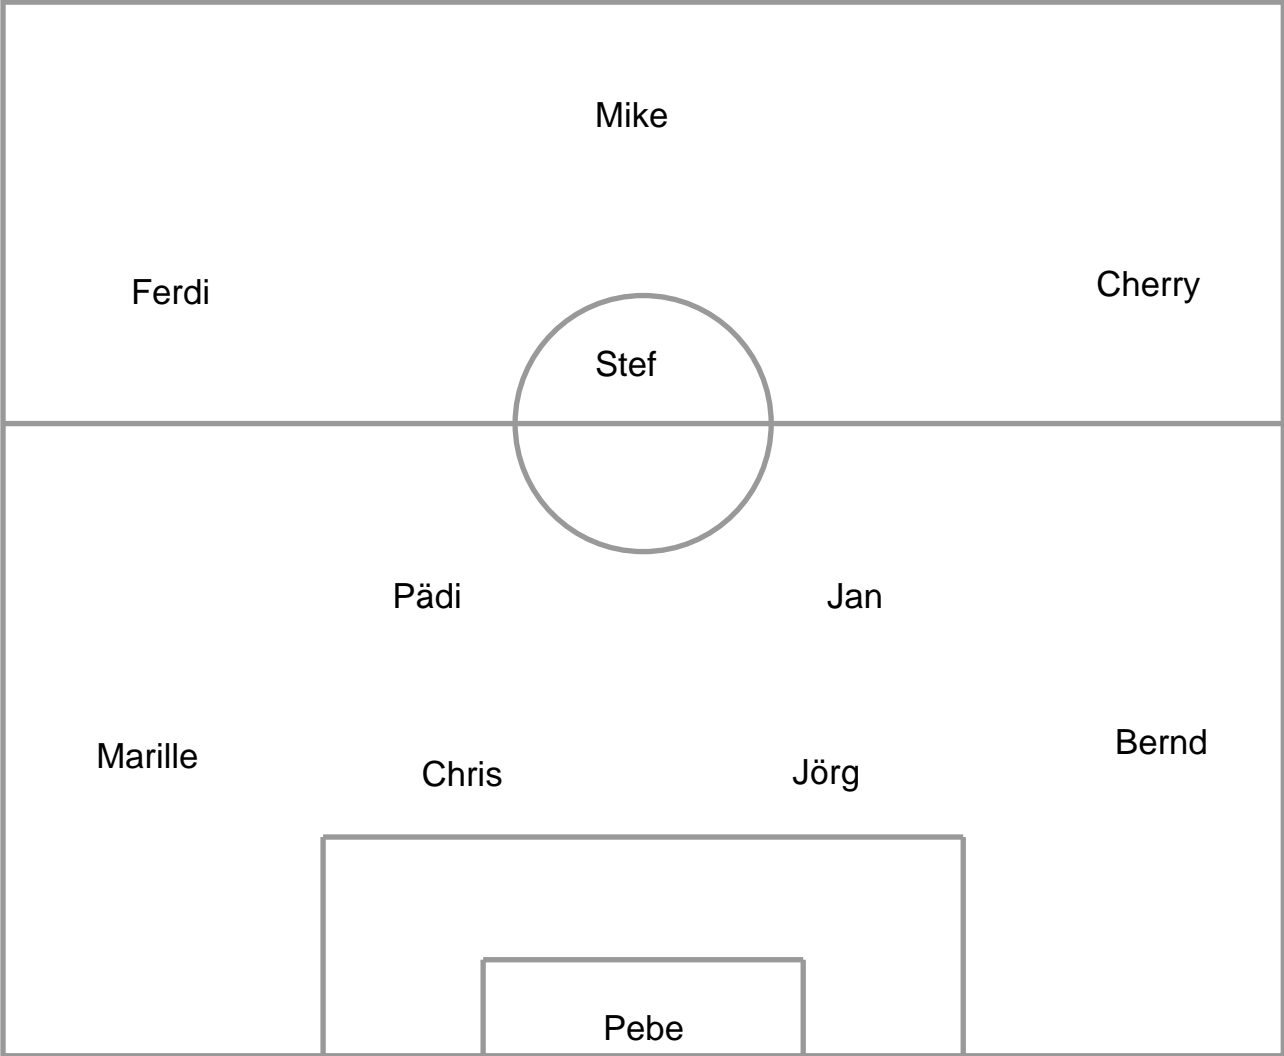 Mike
Ferdi
Cherry
Stef
Pädi
Jan
Marille
Chris
Jörg
Bernd
Pebe